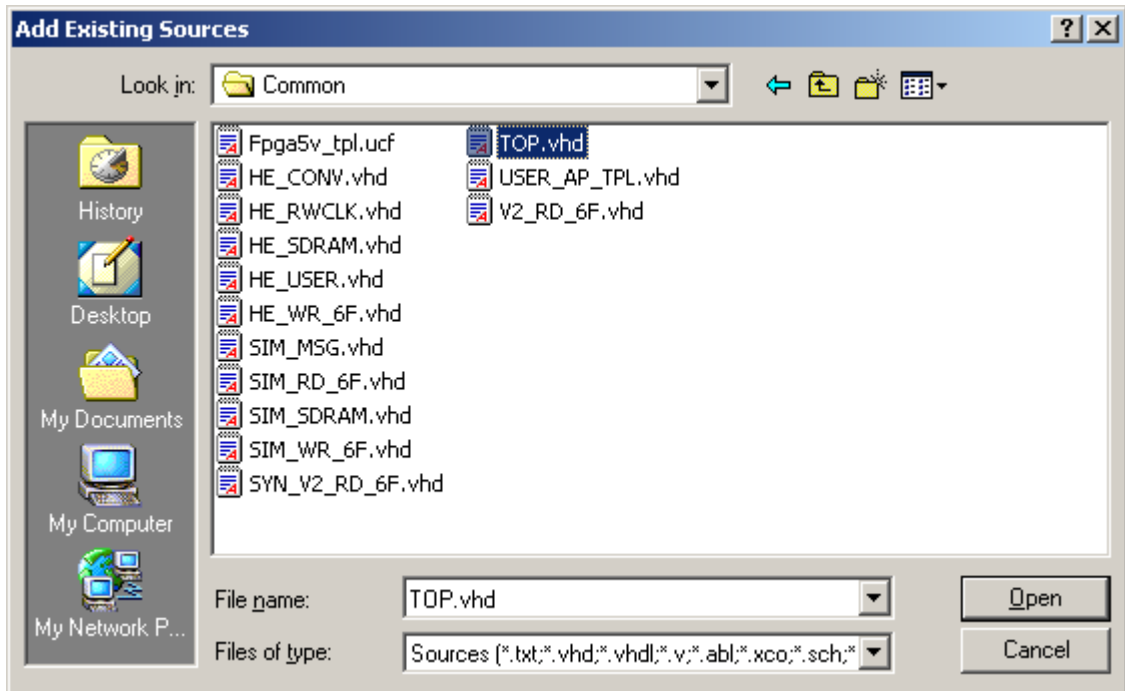 Add Existing Sources
Look in: Common
History
Desktop
My Documents
My Computer
My Network P...
Fpga5v_tpl.ucf
HE_CONV.vhd
HE_RWCLK.vhd
HE_SDRAM.vhd
HE_USER.vhd
HE_WR_6F.vhd
SIM_MSG.vhd
SIM_RD_6F.vhd
SIM_SDRAM.vhd
SIM_WR_6F.vhd
SYN_V2_RD_6F.vhd
TOP.vhd
USER_AP_TPL.vhd
V2_RD_6F.vhd
File name: TOP.vhd
Open
Files of type: Sources (*.txt;*.vhd;*.vhdl;*.v;*.abl;*.xco;*.sch;*
Cancel